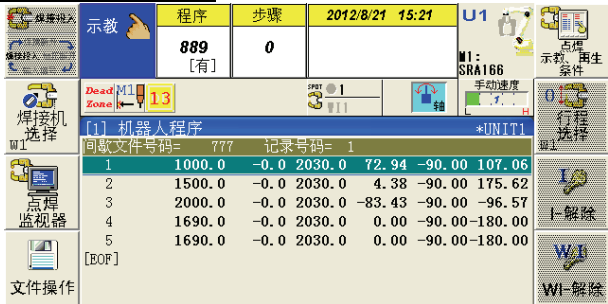 焊接投入
示教
程序
889
[有]
步骤
0
2012/8/21 15:21
U1
M1:
SRA166
点焊
示教、再生
条件
焊接机
选择
W1
Dead
Zone
M1
13
SPOT
1
3
轴
手动速度
1
H
行程
选择
W1
[1] 机器人程序 *UNIT1
间歇文件号码= 777 记录号码= 1
1 1000.0 -0.0 2030.0 72.94 -90.00 107.06
2 1500.0 -0.0 2030.0 4.38 -90.00 175.62
3 2000.0 -0.0 2030.0 -83.43 -90.00 -96.57
4 1690.0 -0.0 2030.0 0.00 -90.00-180.00
5 1690.0 -0.0 2030.0 0.00 -90.00-180.00
[EOF]
点焊
监视器
I-解除
文件操作
WI-解除